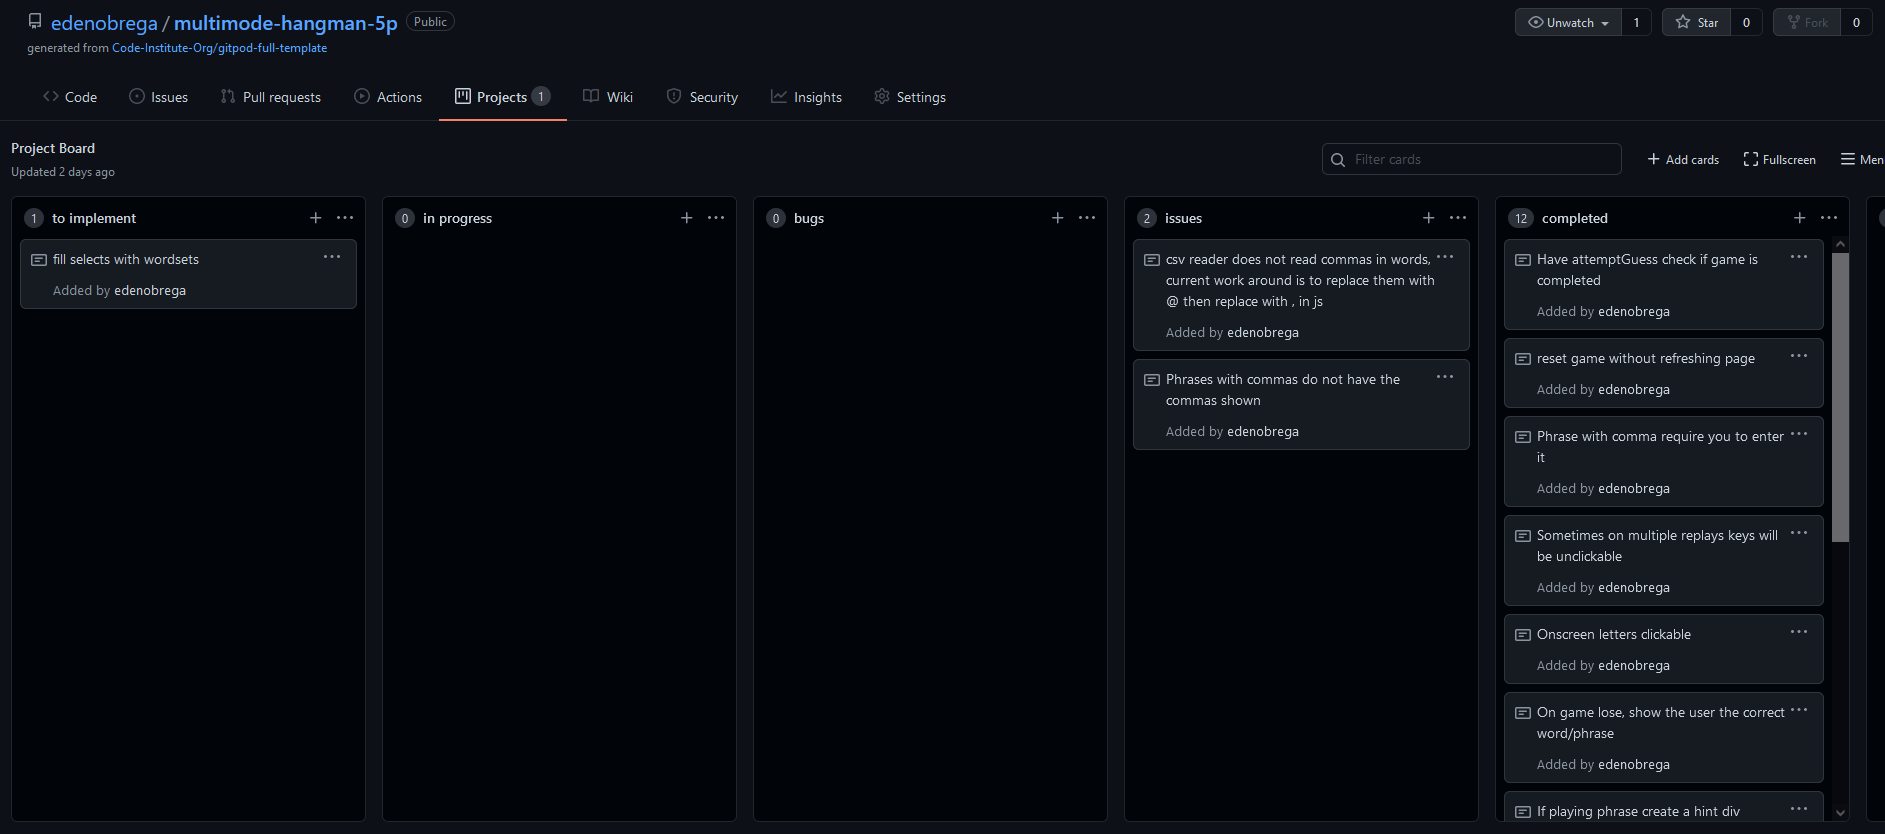 edenobrega / multimode-hangman-5p Public
generated from Code-Institute-Org/gitpod-full-template
Unwatch 1 Star 0 Fork 0
Code Issues Pull requests Actions Projects 1 Wiki Security Insights Settings
Project Board
Updated 2 days ago
Filter cards
Add cards Fullscreen Men
1 to implement
fill selects with wordsets
Added by edenobrega
0 in progress
0 bugs
2 issues
csv reader does not read commas in words,
current work around is to replace them with
@ then replace with , in js
Added by edenobrega
Phrases with commas do not have the
commas shown
Added by edenobrega
12 completed
Have attemptGuess check if game is
completed
Added by edenobrega
reset game without refreshing page
Added by edenobrega
Phrase with comma require you to enter
it
Added by edenobrega
Sometimes on multiple replays keys will
be unclickable
Added by edenobrega
Onscreen letters clickable
Added by edenobrega
On game lose, show the user the correct
word/phrase
Added by edenobrega
If playing phrase create a hint div